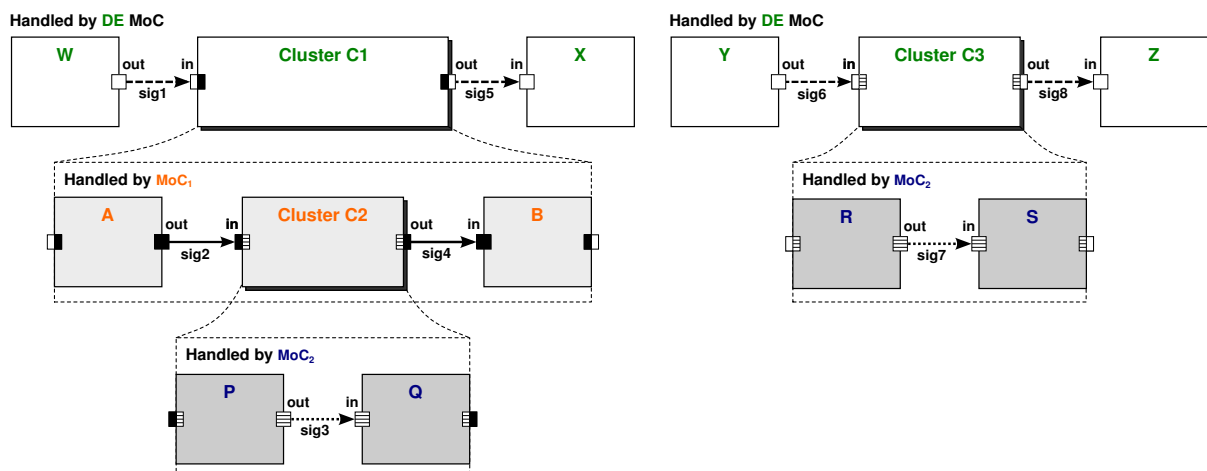 Handled by DE MoC
W
out
sig1
in
Cluster C1
out
sig5
in
X
Handled by MoC1
A
out
sig2
in
Cluster C2
out
sig4
in
B
Handled by MoC2
P
out
sig3
in
Q
Handled by DE MoC
Y
out
sig6
in
Cluster C3
out
sig8
in
Z
Handled by MoC2
R
out
sig7
in
S